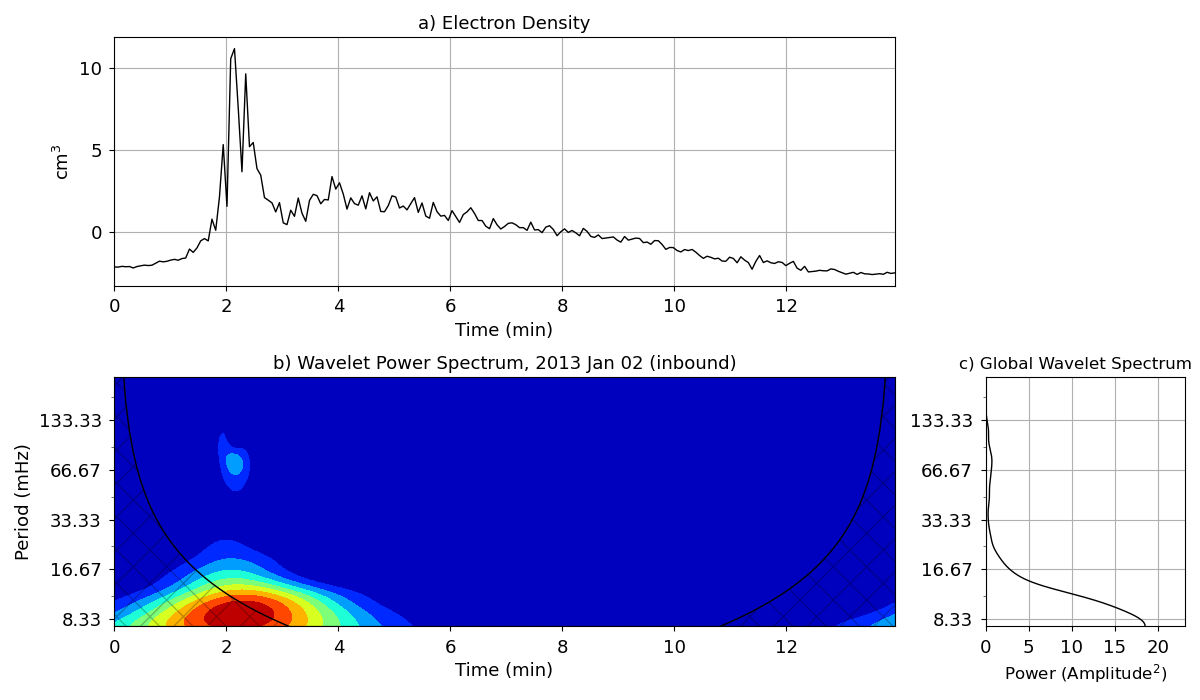 a) Electron Density
10
5
0
cm³
0 2 4 6 8 10 12
Time (min)
b) Wavelet Power Spectrum, 2013 Jan 02 (inbound)
133.33
66.67
33.33
16.67
8.33
Period (mHz)
0 2 4 6 8 10 12
Time (min)
c) Global Wavelet Spectrum
133.33
66.67
33.33
16.67
8.33
0 5 10 15 20
Power (Amplitude²)